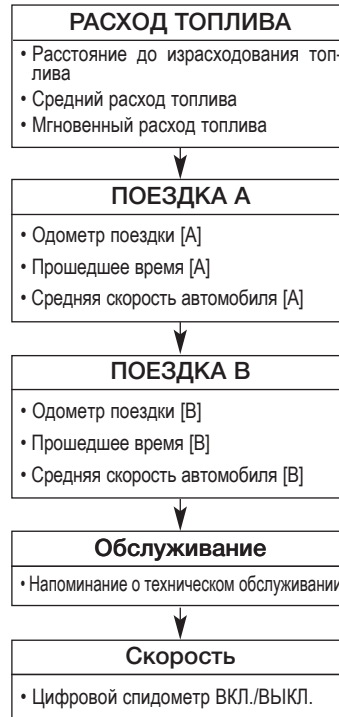 РАСХОД ТОПЛИВА
• Расстояние до израсходования топ-
лива
• Средний расход топлива
• Мгновенный расход топлива
ПОЕЗДКА A
• Одометр поездки [A]
• Прошедшее время [A]
• Средняя скорость автомобиля [A]
ПОЕЗДКА B
• Одометр поездки [B]
• Прошедшее время [B]
• Средняя скорость автомобиля [B]
Обслуживание
• Напоминание о техническом обслуживании
Скорость
• Цифровой спидометр ВКЛ./ВЫКЛ.